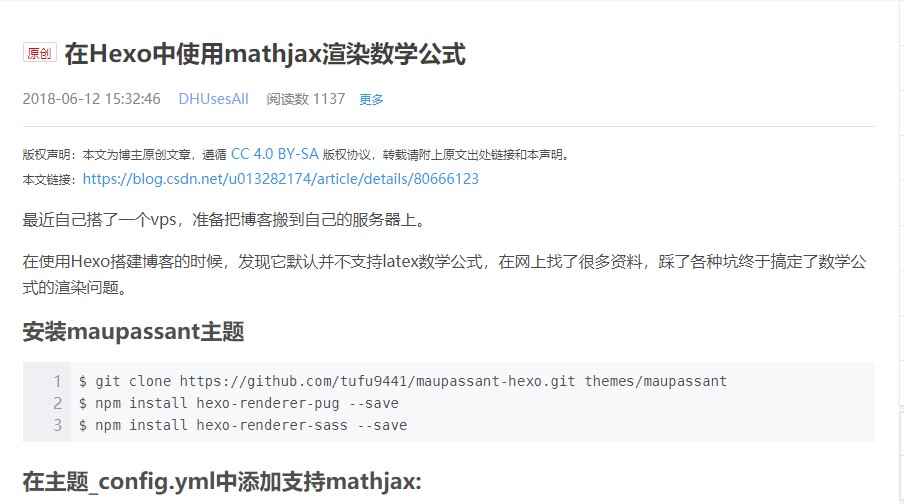 原创 在Hexo中使用mathjax渲染数学公式
2018-06-12 15:32:46 DHUsesAll 阅读数 1137 更多
版权声明：本文为博主原创文章，遵循 CC 4.0 BY-SA 版权协议，转载请附上原文出处链接和本声明。
本文链接：https://blog.csdn.net/u013282174/article/details/80666123
最近自己搭了一个vps，准备把博客搬到自己的服务器上。
在使用Hexo搭建博客的时候，发现它默认并不支持latex数学公式，在网上找了很多资料，踩了各种坑终于搞定了数学公
式的渲染问题。
安装maupassant主题
1 $ git clone https://github.com/tufu9441/maupassant-hexo.git themes/maupassant
2 $ npm install hexo-renderer-pug --save
3 $ npm install hexo-renderer-sass --save
在主题_config.yml中添加支持mathjax: